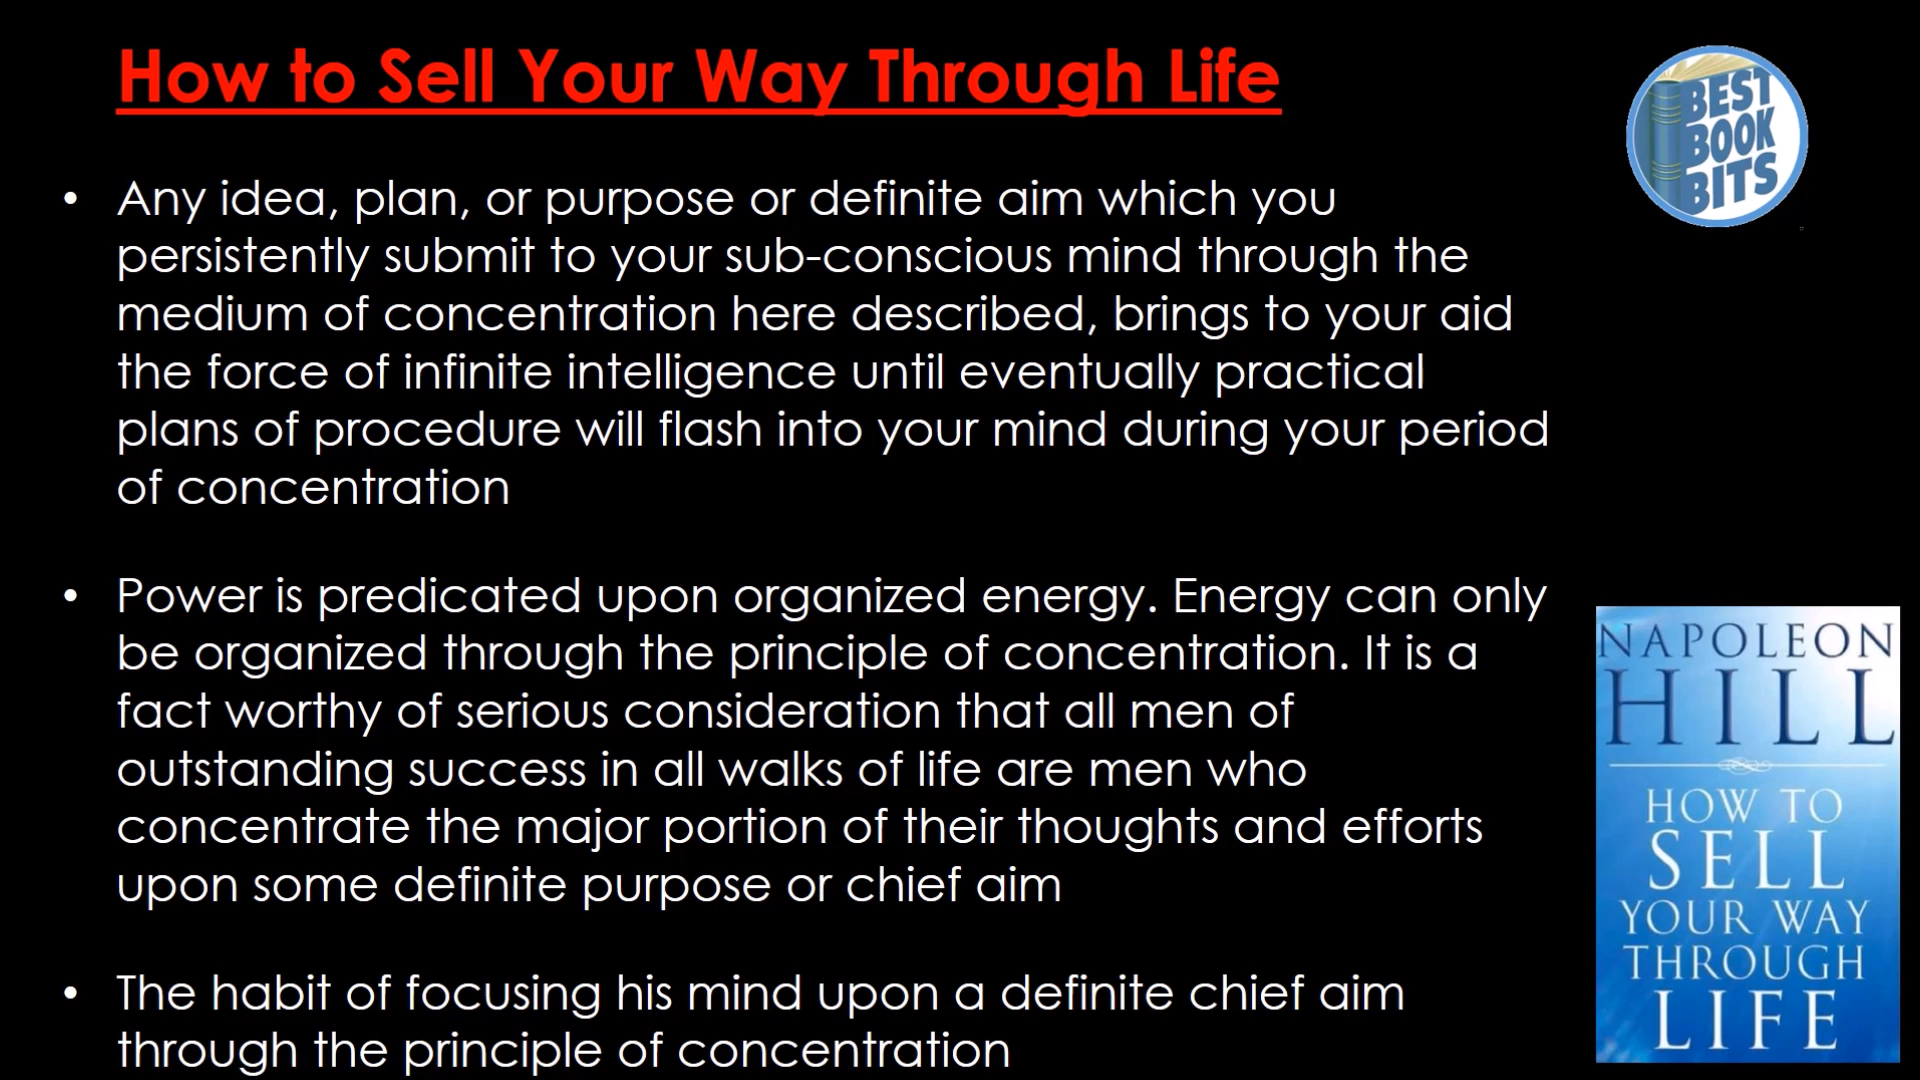 How to Sell Your Way Through Life
BEST
BOOK
BITS
• Any idea, plan, or purpose or definite aim which you
persistently submit to your sub-conscious mind through the
medium of concentration here described, brings to your aid
the force of infinite intelligence until eventually practical
plans of procedure will flash into your mind during your period
of concentration
• Power is predicated upon organized energy. Energy can only
be organized through the principle of concentration. It is a
fact worthy of serious consideration that all men of
outstanding success in all walks of life are men who
concentrate the major portion of their thoughts and efforts
upon some definite purpose or chief aim
• The habit of focusing his mind upon a definite chief aim
through the principle of concentration
NAPOLEON
HILL
HOW TO
SELL
YOUR WAY
THROUGH
LIFE